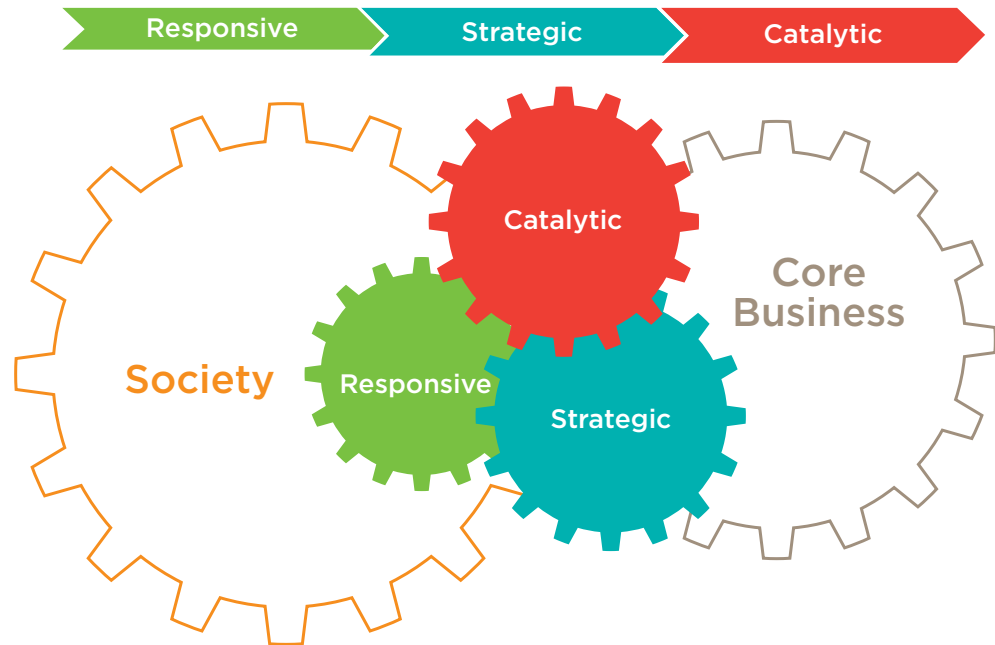 Responsive
Strategic
Catalytic
Catalytic
Core
Business
Society
Responsive
Strategic